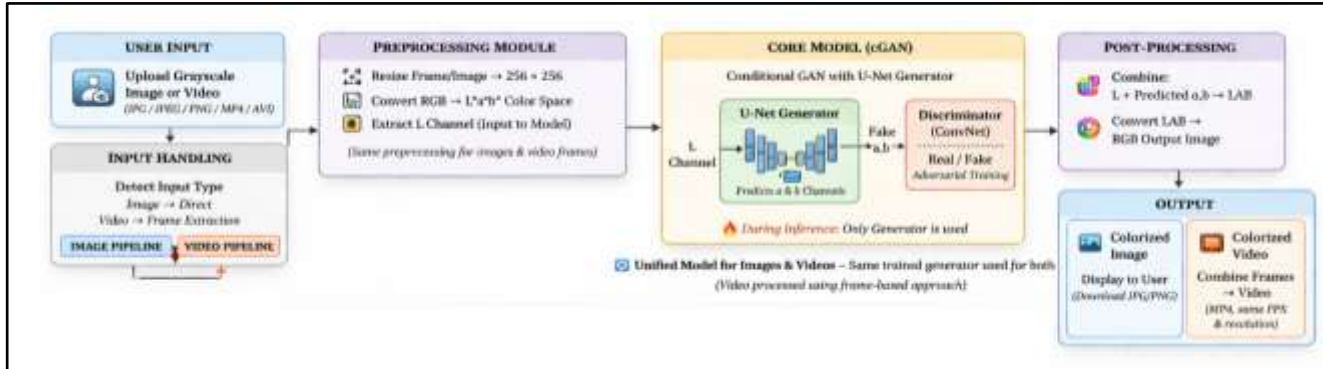 USER INPUT
Upload Grayscale
Image or Video
(JPG / JPEG / PNG / MP4 / AVI)
INPUT HANDLING
Detect Input Type
Image → Direct
Video → Frame Extraction
IMAGE PIPELINE
VIDEO PIPELINE
PREPROCESSING MODULE
Resize Frame/Image → 256 × 256
Convert RGB → L*a*b* Color Space
Extract L Channel (Input to Model)
(Same preprocessing for images & video frames)
CORE MODEL (cGAN)
Conditional GAN with U-Net Generator
L
Channel
U-Net Generator
Predicts a & b Channels
Fake
a,b
Discriminator
(ConvNet)
Real / Fake
Adversarial Training
During Inference: Only Generator is used
Unified Model for Images & Videos – Same trained generator used for both
(Video processed using frame-based approach)
POST-PROCESSING
Combine:
L + Predicted a,b → LAB
Convert LAB →
RGB Output Image
OUTPUT
Colorized
Image
Display to User
(Download JPG/PNG)
Colorized
Video
Combine Frames
→ Video
(MP4, same FPS
& resolution)